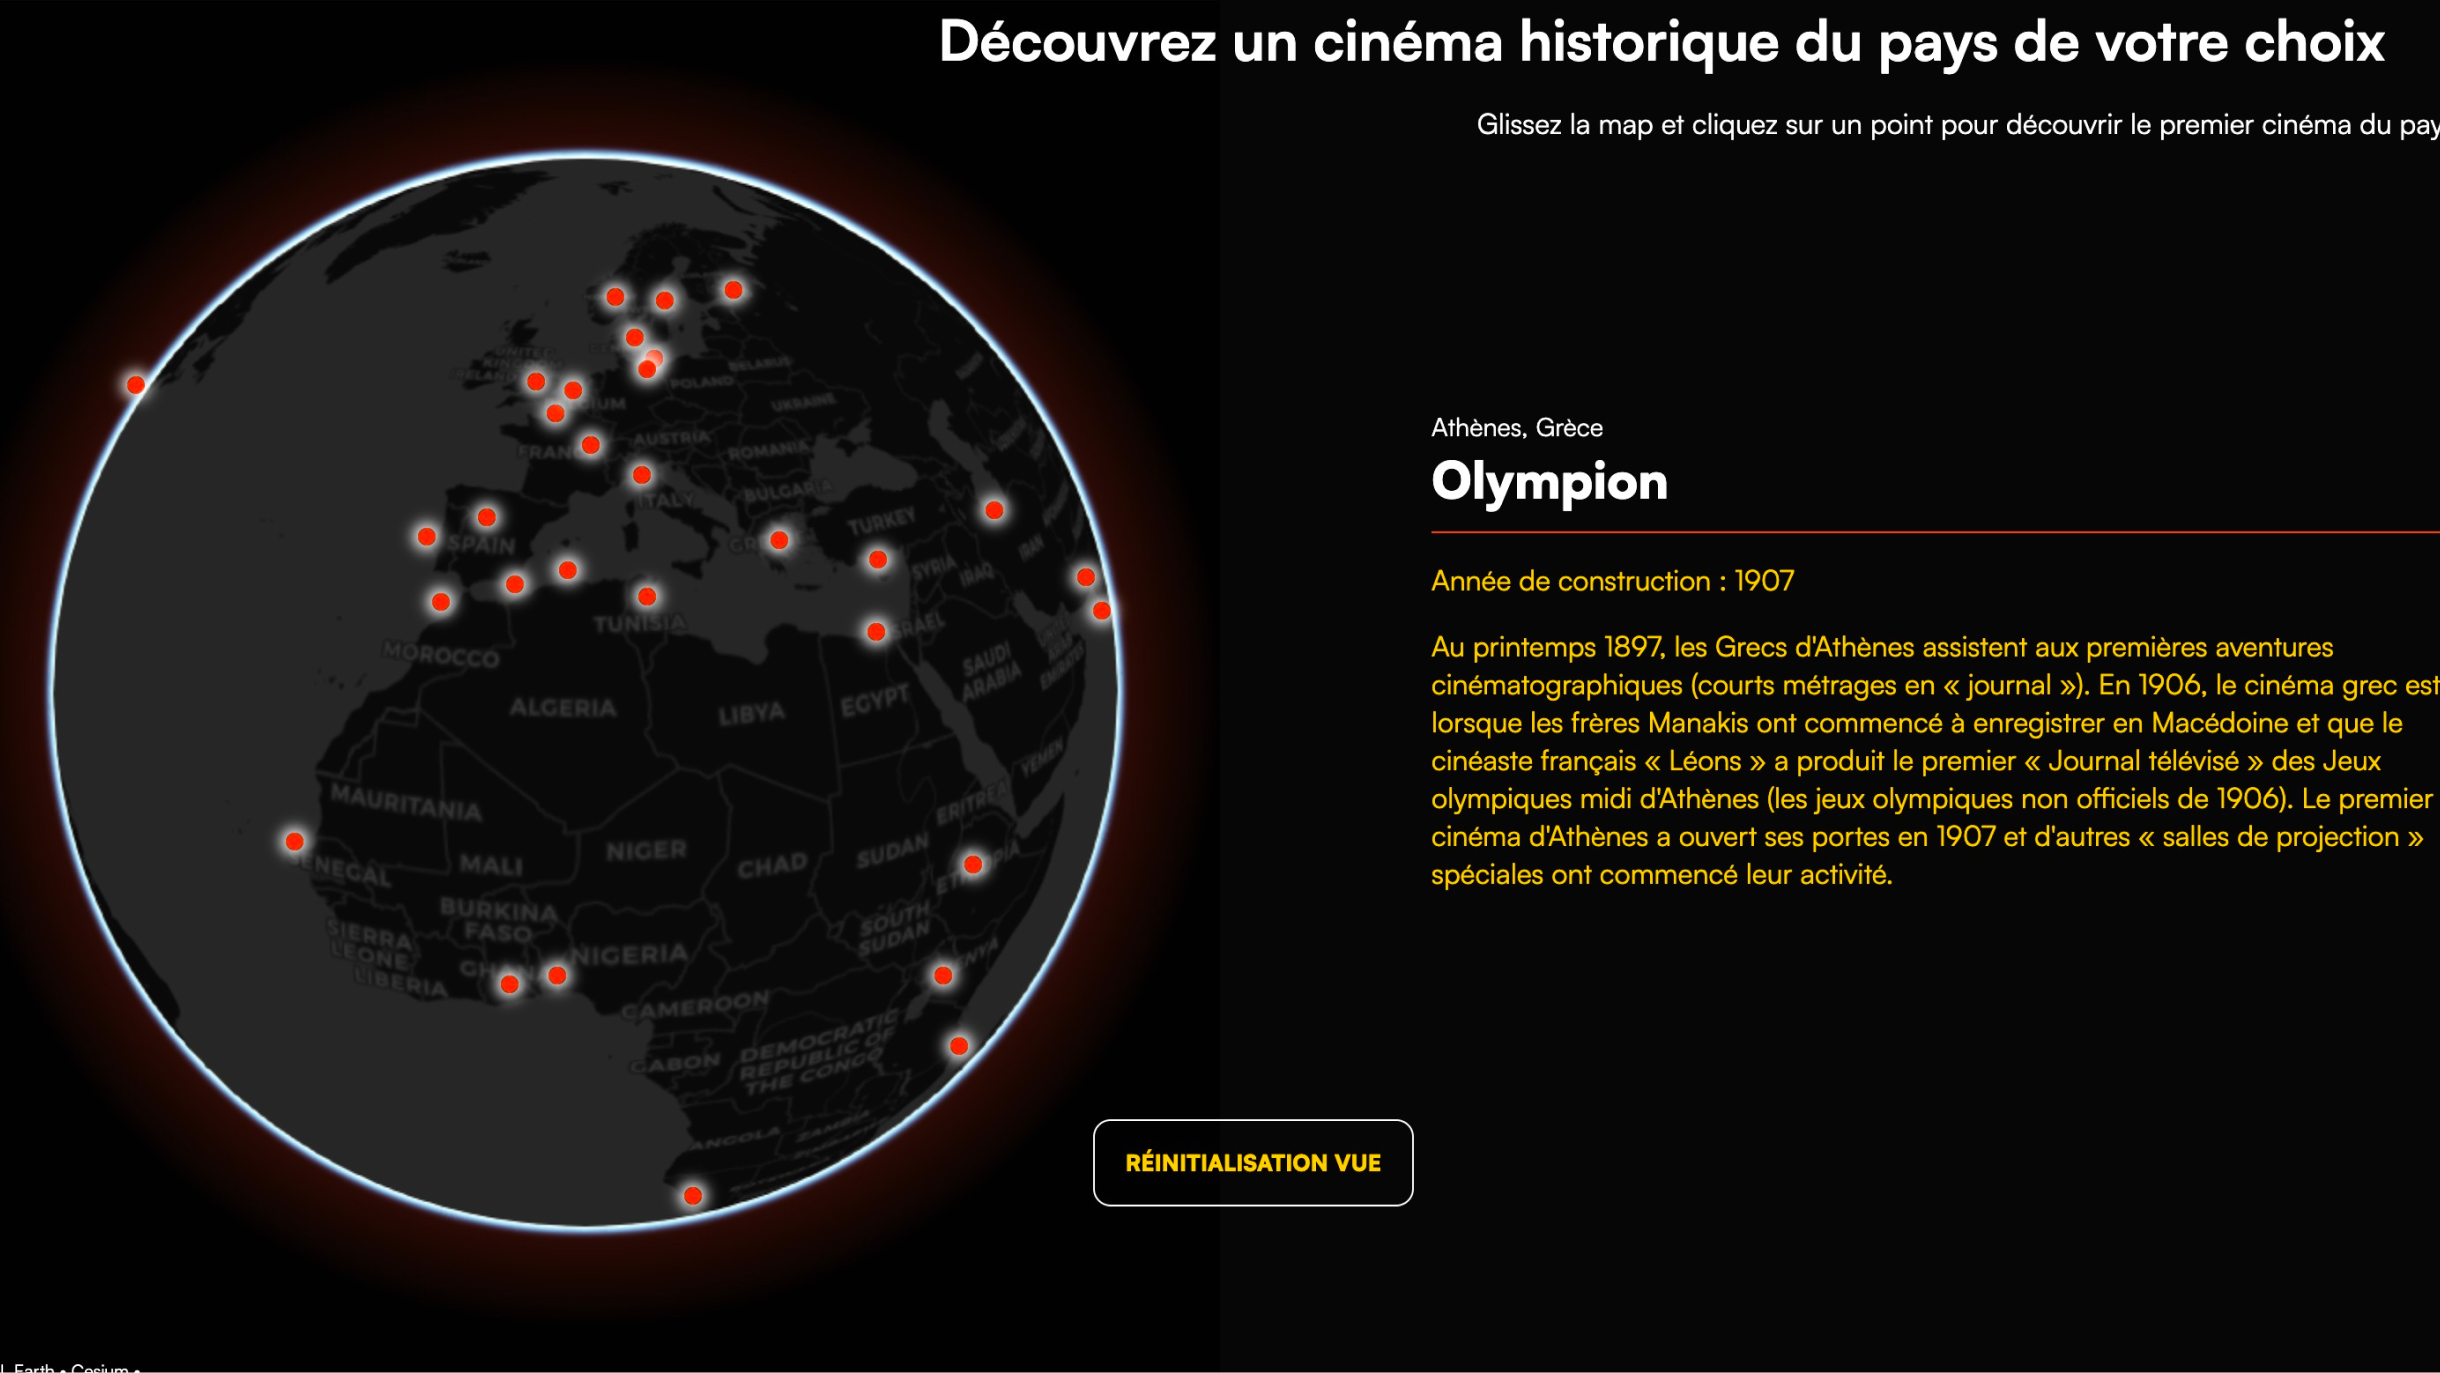 Découvrez un cinéma historique du pays de votre choix
Glissez la map et cliquez sur un point pour découvrir le premier cinéma du pay
Athènes, Grèce
Olympion
Année de construction : 1907
Au printemps 1897, les Grecs d'Athènes assistent aux premières aventures
cinématographiques (courts métrages en « journal »). En 1906, le cinéma grec est
lorsque les frères Manakis ont commencé à enregistrer en Macédoine et que le
cinéaste français « Léons » a produit le premier « Journal télévisé » des Jeux
olympiques midi d'Athènes (les jeux olympiques non officiels de 1906). Le premier
cinéma d'Athènes a ouvert ses portes en 1907 et d'autres « salles de projection »
spéciales ont commencé leur activité.
RÉINITIALISATION VUE
UNITED
KINGDOM
BELARUS
POLAND
UKRAINE
AUSTRIA
ROMANIA
BULGARIA
ITALY
SPAIN
TURKEY
SYRIA
IRAQ
IRAN
TUNISIA
MOROCCO
ALGERIA
LIBYA
EGYPT
SAUDI
ARABIA
UNITED
ARAB
EMIRATES
YEMEN
MAURITANIA
MALI
NIGER
CHAD
SUDAN
ERITREA
BURKINA
FASO
SIERRA
LEONE
LIBERIA
NIGERIA
SOUTH
SUDAN
CAMEROON
GABON
DEMOCRATIC
REPUBLIC OF
THE CONGO
ANGOLA
ZAMBIA
Earth • Cesium •